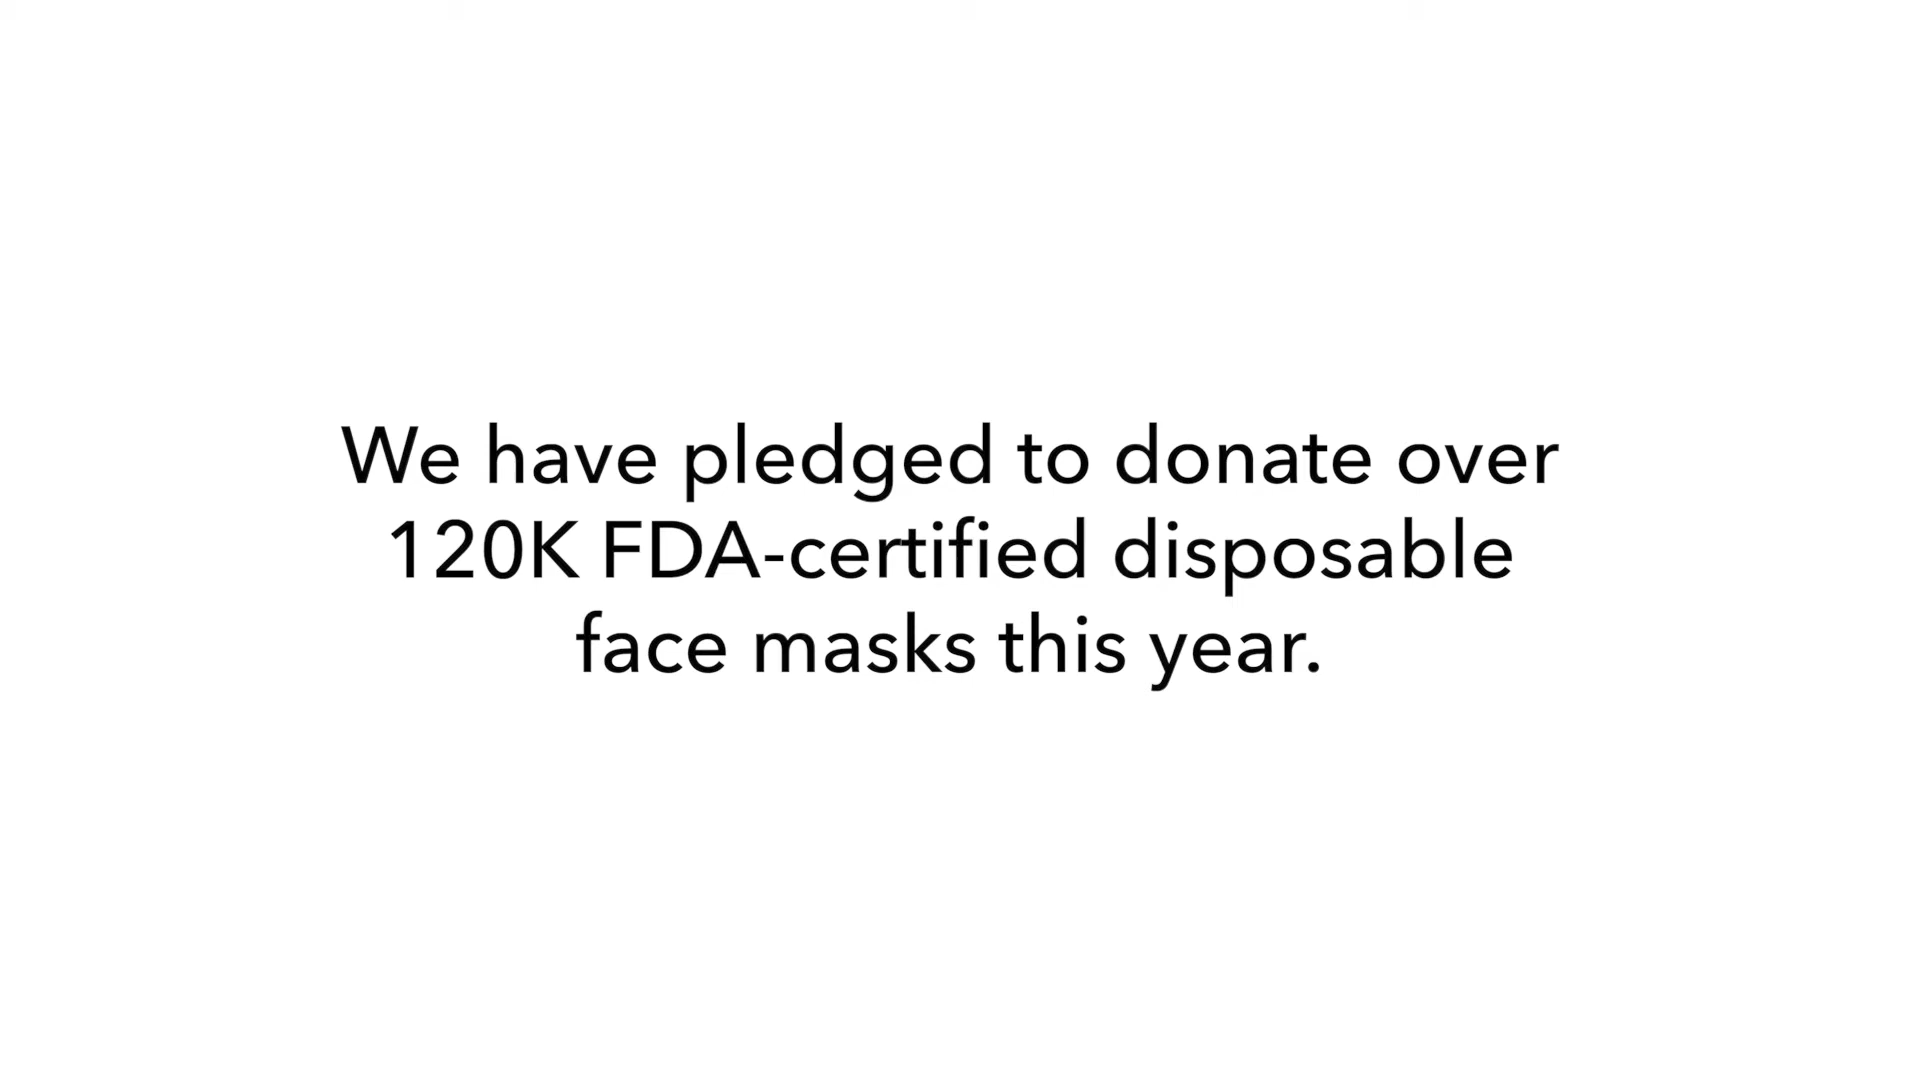 We have pledged to donate over
120K FDA-certified disposable
face masks this year.